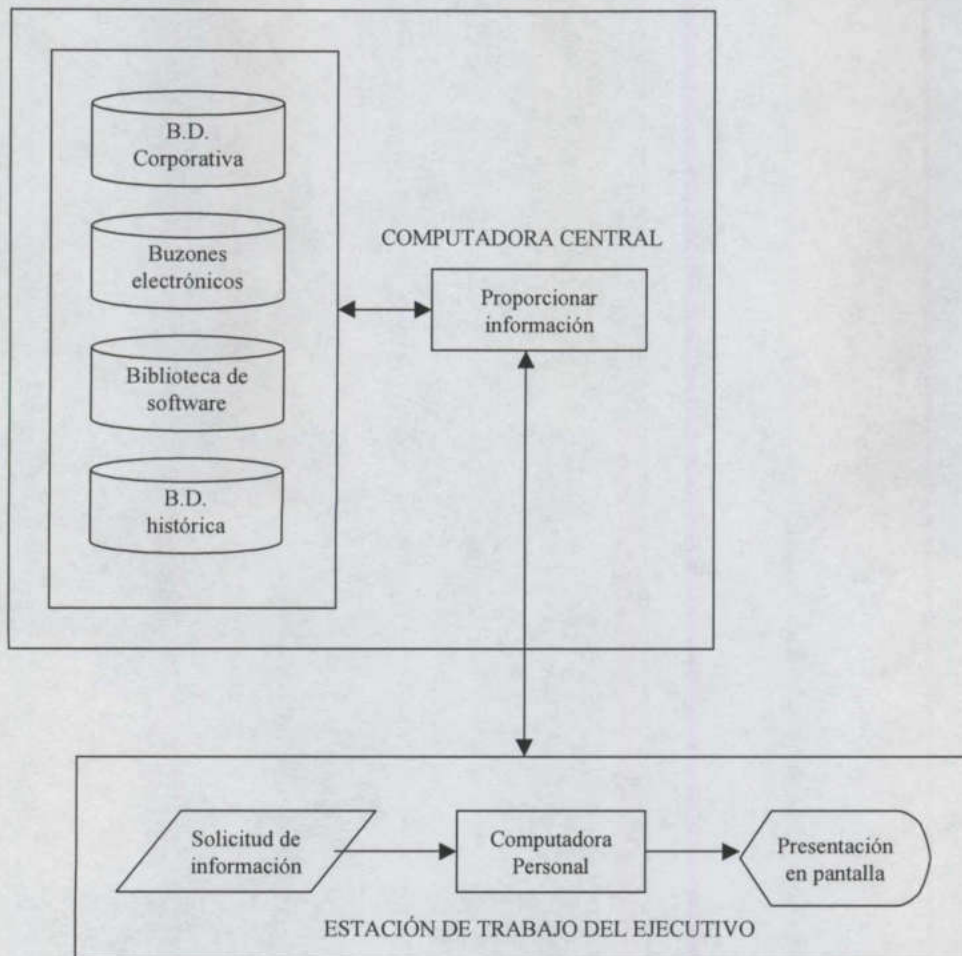 B.D.
Corporativa
Buzones
electrónicos
Biblioteca de
software
B.D.
histórica
COMPUTADORA CENTRAL
Proporcionar
información
Solicitud de
información
Computadora
Personal
Presentación
en pantalla
ESTACIÓN DE TRABAJO DEL EJECUTIVO